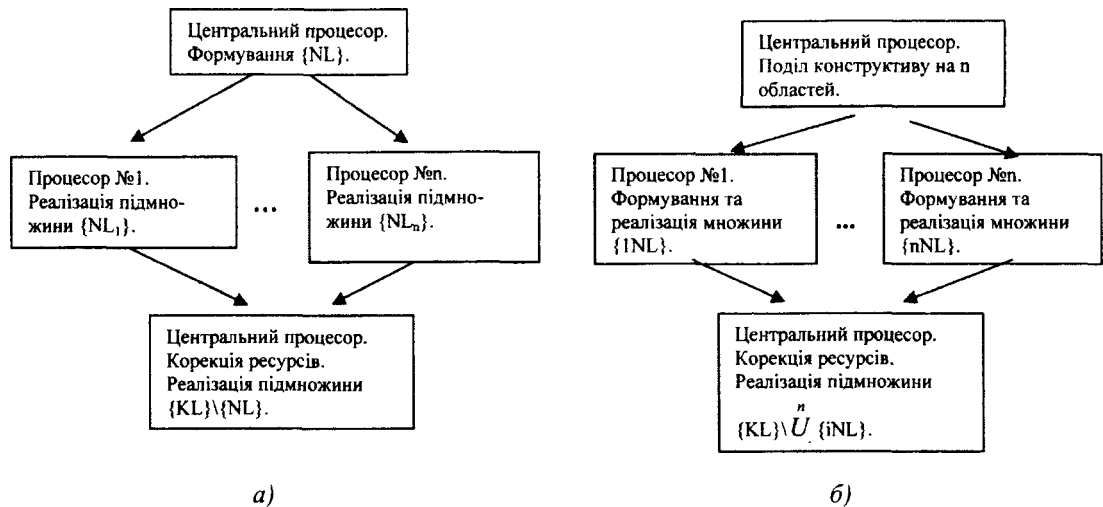 Центральний процесор.
Формування {NL}.
Процесор №1.
Реалізація підмно-
жини {NL₁}.
...
Процесор №n.
Реалізація підмно-
жини {NLₙ}.
Центральний процесор.
Корекція ресурсів.
Реалізація підмножини
{KL}\{NL}.
а)
Центральний процесор.
Поділ конструктиву на n
областей.
Процесор №1.
Формування та
реалізація множини
{1NL}.
...
Процесор №n.
Формування та
реалізація множини
{nNL}.
Центральний процесор.
Корекція ресурсів.
Реалізація підмножини
n
{KL}\ U {iNL}.
б)